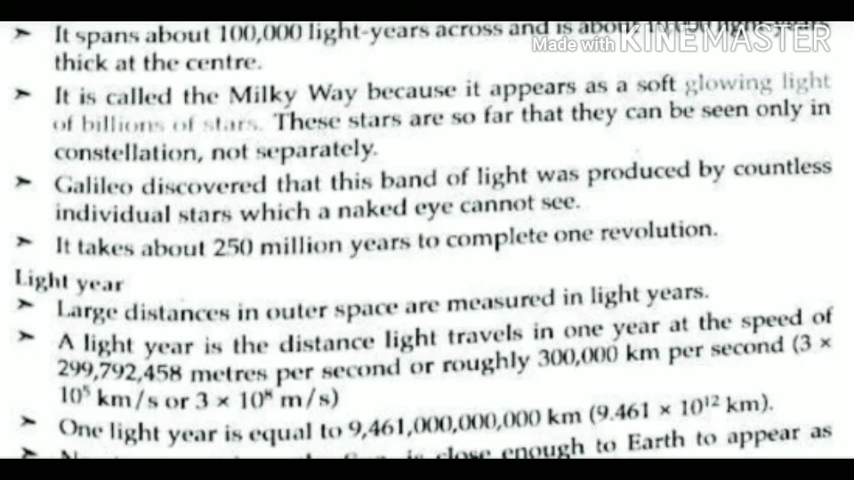 ➤ It spans about 100,000 light-years across and is about
Made with KINEMASTER
thick at the centre.
➤ It is called the Milky Way because it appears as a soft glowing light
of billions of stars. These stars are so far that they can be seen only in
constellation, not separately.
➤ Galileo discovered that this band of light was produced by countless
individual stars which a naked eye cannot see.
➤ It takes about 250 million years to complete one revolution.
Light year
➤ Large distances in outer space are measured in light years.
➤ A light year is the distance light travels in one year at the speed of
299,792,458 metres per second or roughly 300,000 km per second (3 ×
10⁵ km/s or 3 × 10⁸ m/s)
➤ One light year is equal to 9,461,000,000,000 km (9.461 × 10¹² km).
close enough to Earth to appear as